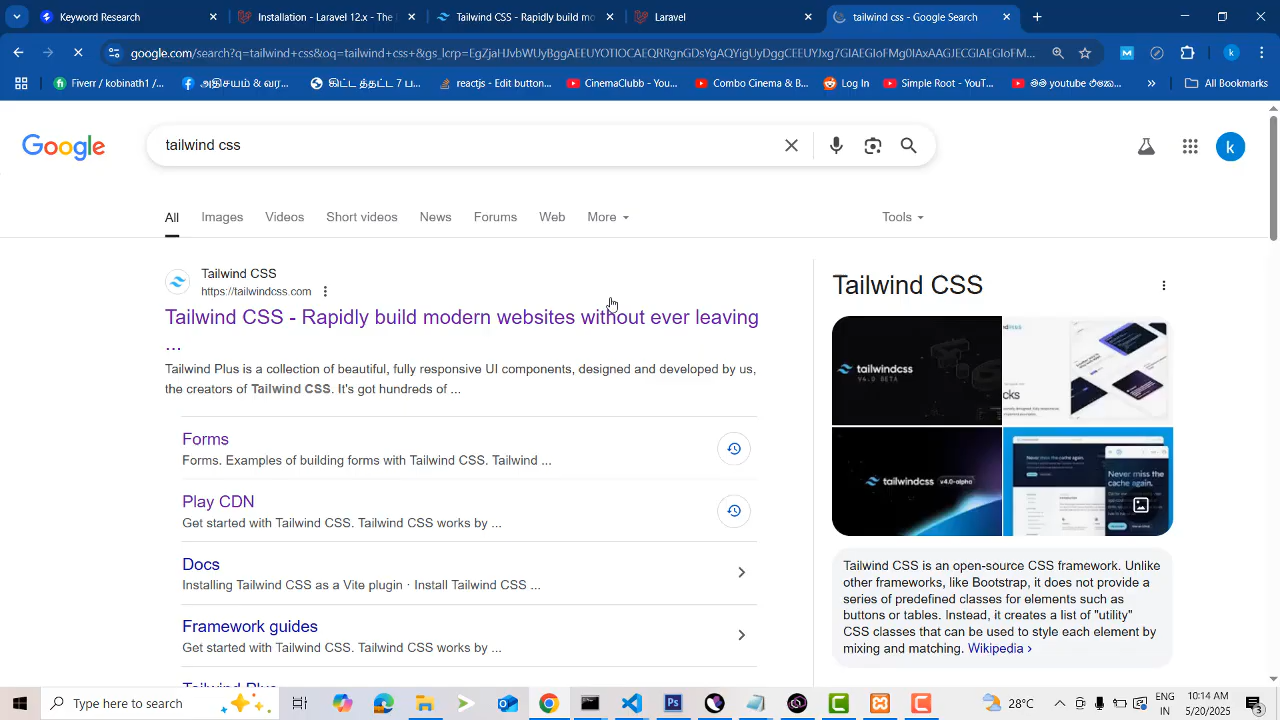 Keyword Research
Installation - Laravel 12.x - The
Tailwind CSS - Rapidly build mo
Laravel
tailwind css - Google Search
google.com/search?q=tailwind+css&oq=tailwind+css+&gs_lcrp=
Fiverr / kobinath1 /...
reactjs - Edit button...
CinemaClubb - You...
Combo Cinema & B...
Log In
Simple Root - YouT...
All Bookmarks
Google
tailwind css
k
All
Images
Videos
Short videos
News
Forums
Web
More
Tools
Tailwind CSS
https://tailwindcss.com
Tailwind CSS - Rapidly build modern websites without ever leaving
...
Tailwind Plus is a collection of beautiful, fully responsive UI components, designed and developed by us,
the creators of Tailwind CSS. It's got hundreds of ...
Forms
Forms. Examples of building forms with Tailwind CSS. Tailwind ...
Play CDN
Get started with Tailwind CSS · Tailwind CSS works by ...
Docs
Installing Tailwind CSS as a Vite plugin · Install Tailwind CSS ...
Framework guides
Get started with Tailwind CSS. Tailwind CSS works by ...
Tailwind Plus
Tailwind CSS
tailwindcss
V4.0 BETA
tailwindcss v4.0-alpha
Never miss the
cache again.
Tailwind CSS is an open-source CSS framework. Unlike
other frameworks, like Bootstrap, it does not provide a
series of predefined classes for elements such as
buttons or tables. Instead, it creates a list of "utility"
CSS classes that can be used to style each element by
mixing and matching. Wikipedia ›
Type here to search
28°C
ENG
IN
10:14 AM
5/20/2025
3